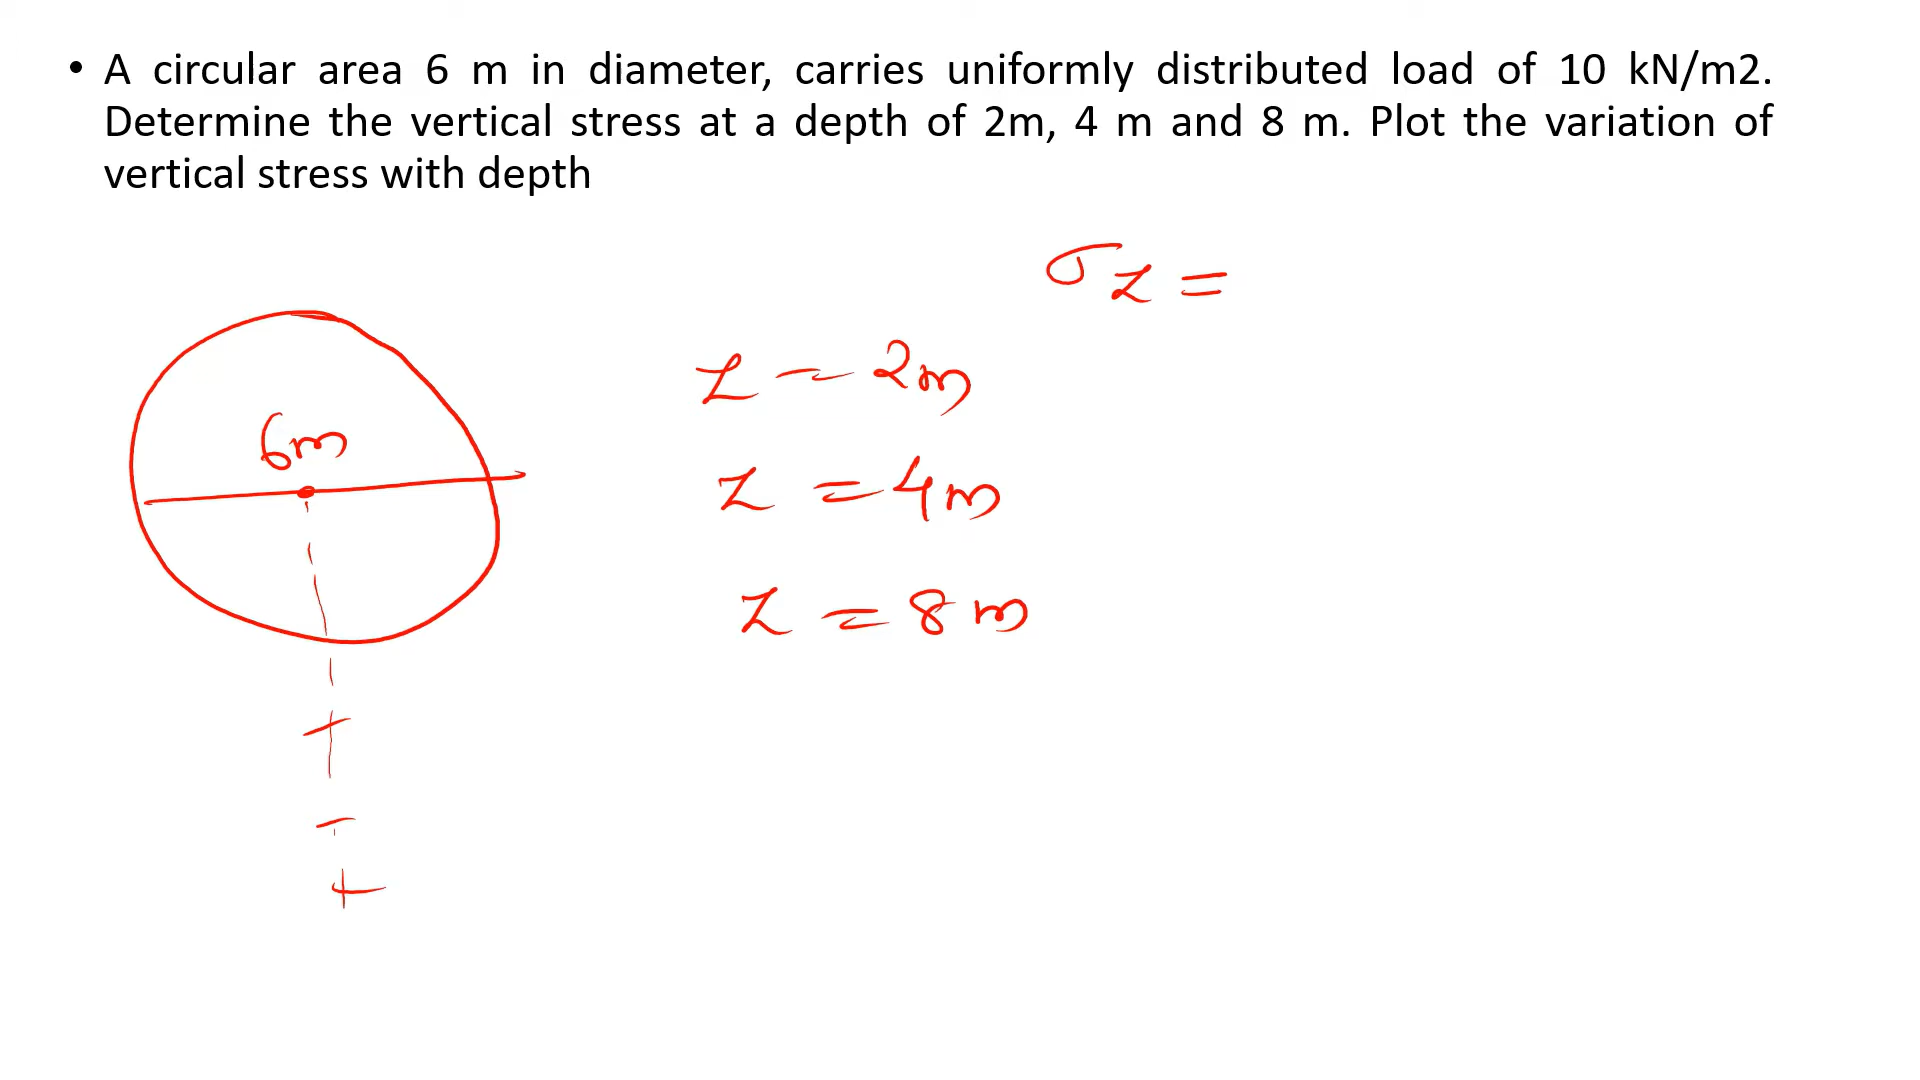 • A circular area 6 m in diameter, carries uniformly distributed load of 10 kN/m2.
Determine the vertical stress at a depth of 2m, 4 m and 8 m. Plot the variation of
vertical stress with depth
σz =
z = 2m
6m
z = 4m
z = 8m